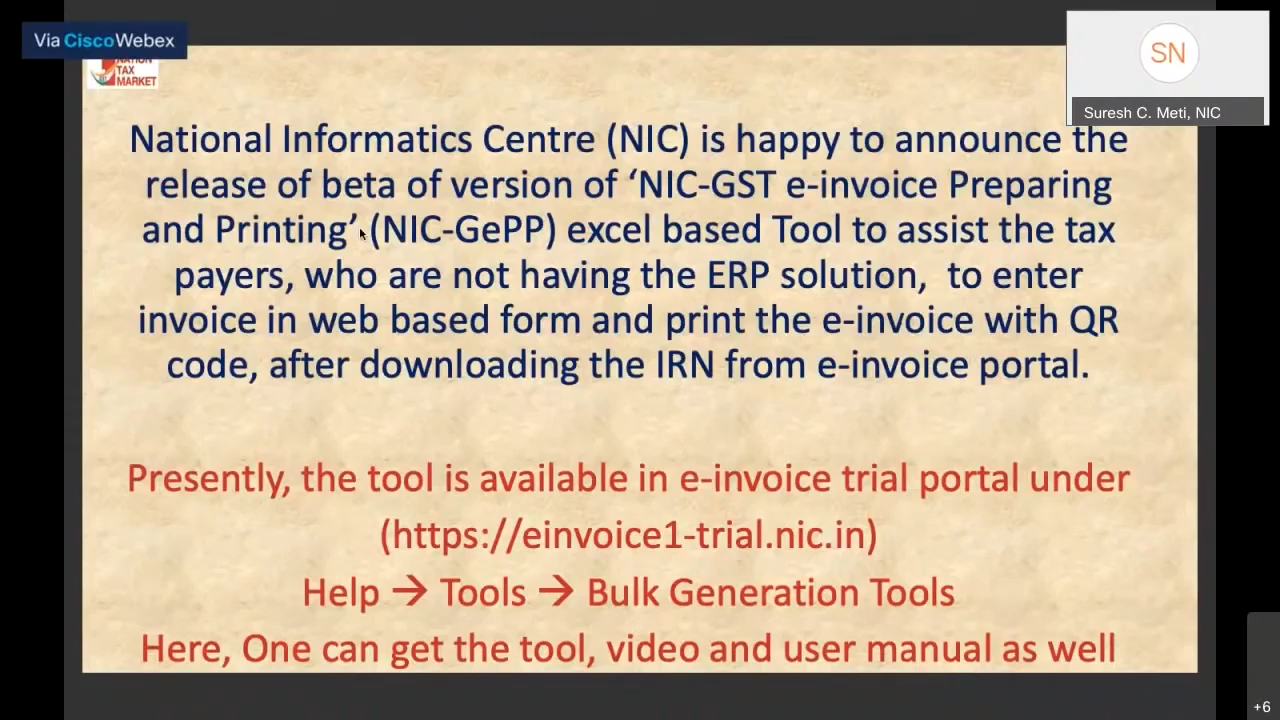 Via Cisco Webex
SN
Suresh C. Meti, NIC
NATION
TAX
MARKET
National Informatics Centre (NIC) is happy to announce the
release of beta of version of ‘NIC-GST e-invoice Preparing
and Printing’ (NIC-GePP) excel based Tool to assist the tax
payers, who are not having the ERP solution, to enter
invoice in web based form and print the e-invoice with QR
code, after downloading the IRN from e-invoice portal.
Presently, the tool is available in e-invoice trial portal under
(https://einvoice1-trial.nic.in)
Help → Tools → Bulk Generation Tools
Here, One can get the tool, video and user manual as well
+6